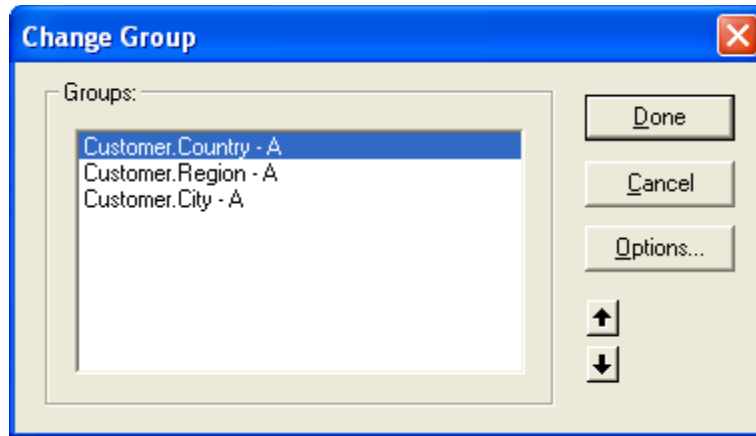 Change Group
Groups:
Customer.Country - A
Customer.Region - A
Customer.City - A
Done
Cancel
Options...